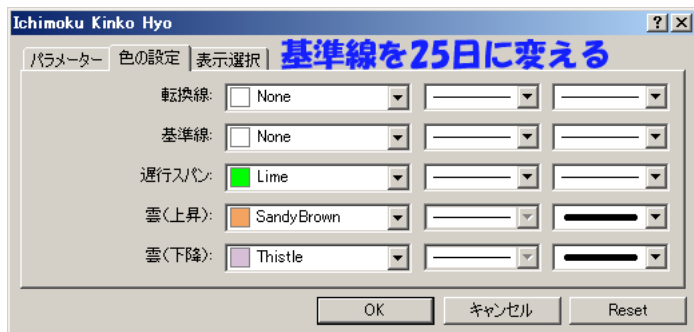 Ichimoku Kinko Hyo
パラメーター 色の設定 表示選択 基準線を25日に変える
転換線: None
基準線: None
遅行スパン: Lime
雲(上昇): SandyBrown
雲(下降): Thistle
OK キャンセル Reset